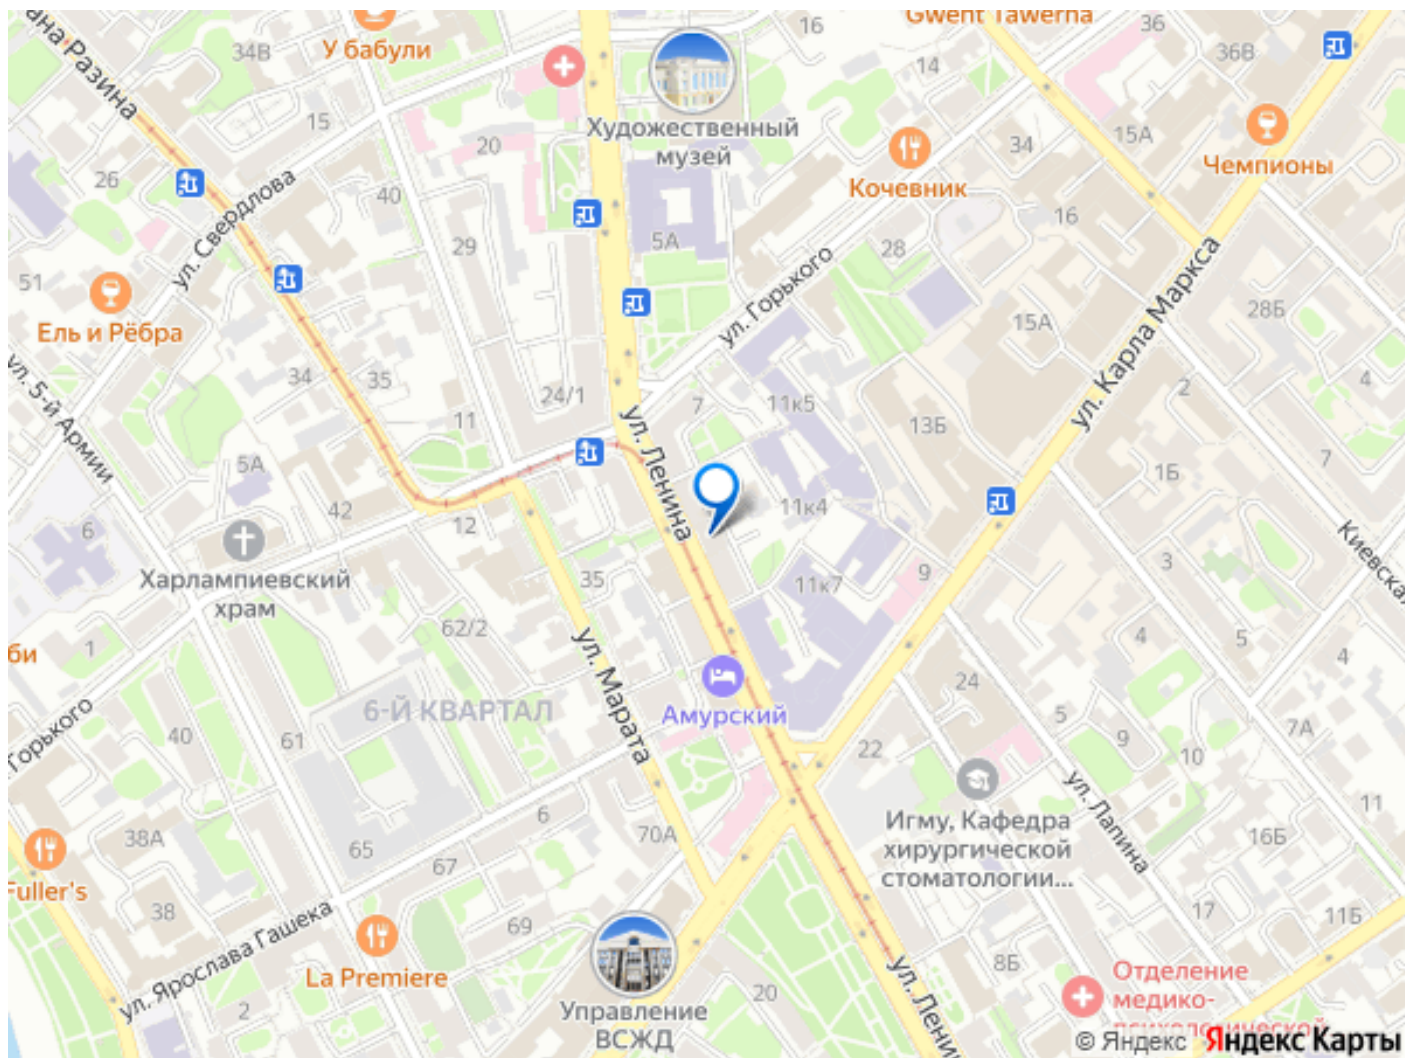 Gwent Tawerna
36
16
У бабули
34В
36В
14
ана Разина
15
20
Художественный
музей
15А
34
Чемпионы
Кочевник
26
ул. Свердлова
40
16
29
5А
28
51
ул. Горького
ул. Карла Маркса
28Б
Ель и Рёбра
15А
34
35
ул. 5-й Армии
24/1
7
11к5
2
4
11
ул. Ленина
13Б
5А
1Б
7
42
12
11к4
6
Харлампиевский
храм
35
11к7
9
3
Киевская
62/2
4
5
би
1
ул. Марата
4
24
6-Й КВАРТАЛ
Амурский
5
Горького
40
61
22
9
10
7А
ул. Лапина
6
11
38А
70А
Игму, Кафедра
хирургической
стоматологии...
16Б
65
67
Fuller's
38
17
11Б
ул. Ярослава Гашека
69
La Premiere
8Б
ул. Лени
20
Отделение
медико-
психологической
2
Управление
ВСЖД
© Яндекс Яндекс Карты